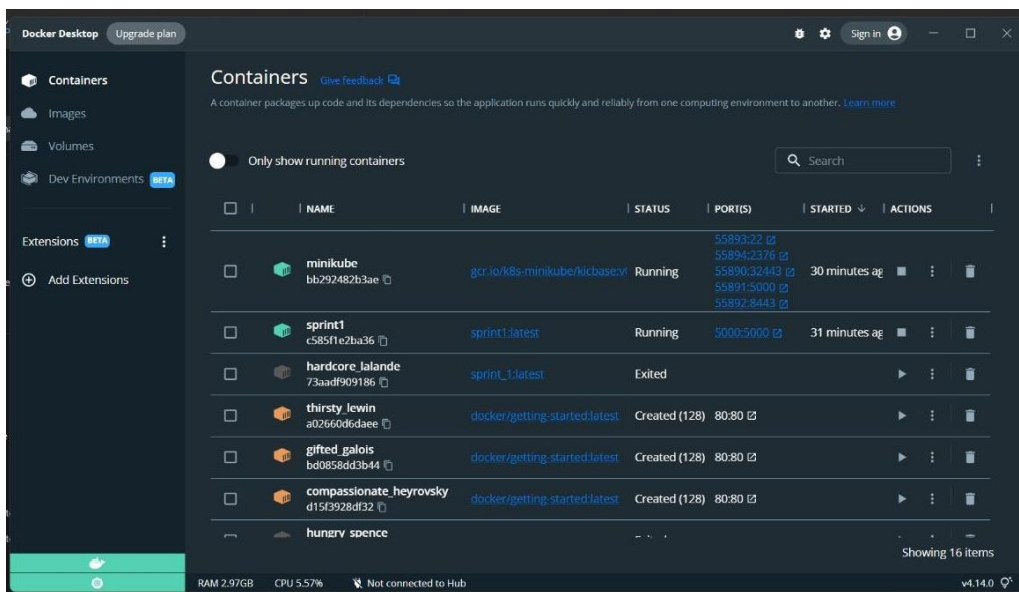 Docker Desktop Upgrade plan Sign in
Containers
Images
Volumes
Dev Environments BETA
Extensions BETA
Add Extensions
Containers Give feedback
A container packages up code and its dependencies so the application runs quickly and reliably from one computing environment to another. Learn more
Only show running containers Search
NAME IMAGE STATUS PORT(S) STARTED ACTIONS
55893:22
55894:2376
minikube gcr.io/k8s-minikube/kicbase:v Running 55890:32443 30 minutes ag
bb292482b3ae 55891:5000
55892:8443
sprint1 sprint1:latest Running 5000:5000 31 minutes ag
c585f1e2ba36
hardcore_lalande sprint_1:latest Exited
73aadf909186
thirsty_lewin docker/getting-started:latest Created (128) 80:80
a02660d6daee
gifted_galois docker/getting-started:latest Created (128) 80:80
bd0858dd3b44
compassionate_heyrovsky docker/getting-started:latest Created (128) 80:80
d15f3928df32
hungry_spence
Showing 16 items
RAM 2.97GB CPU 5.57% Not connected to Hub v4.14.0